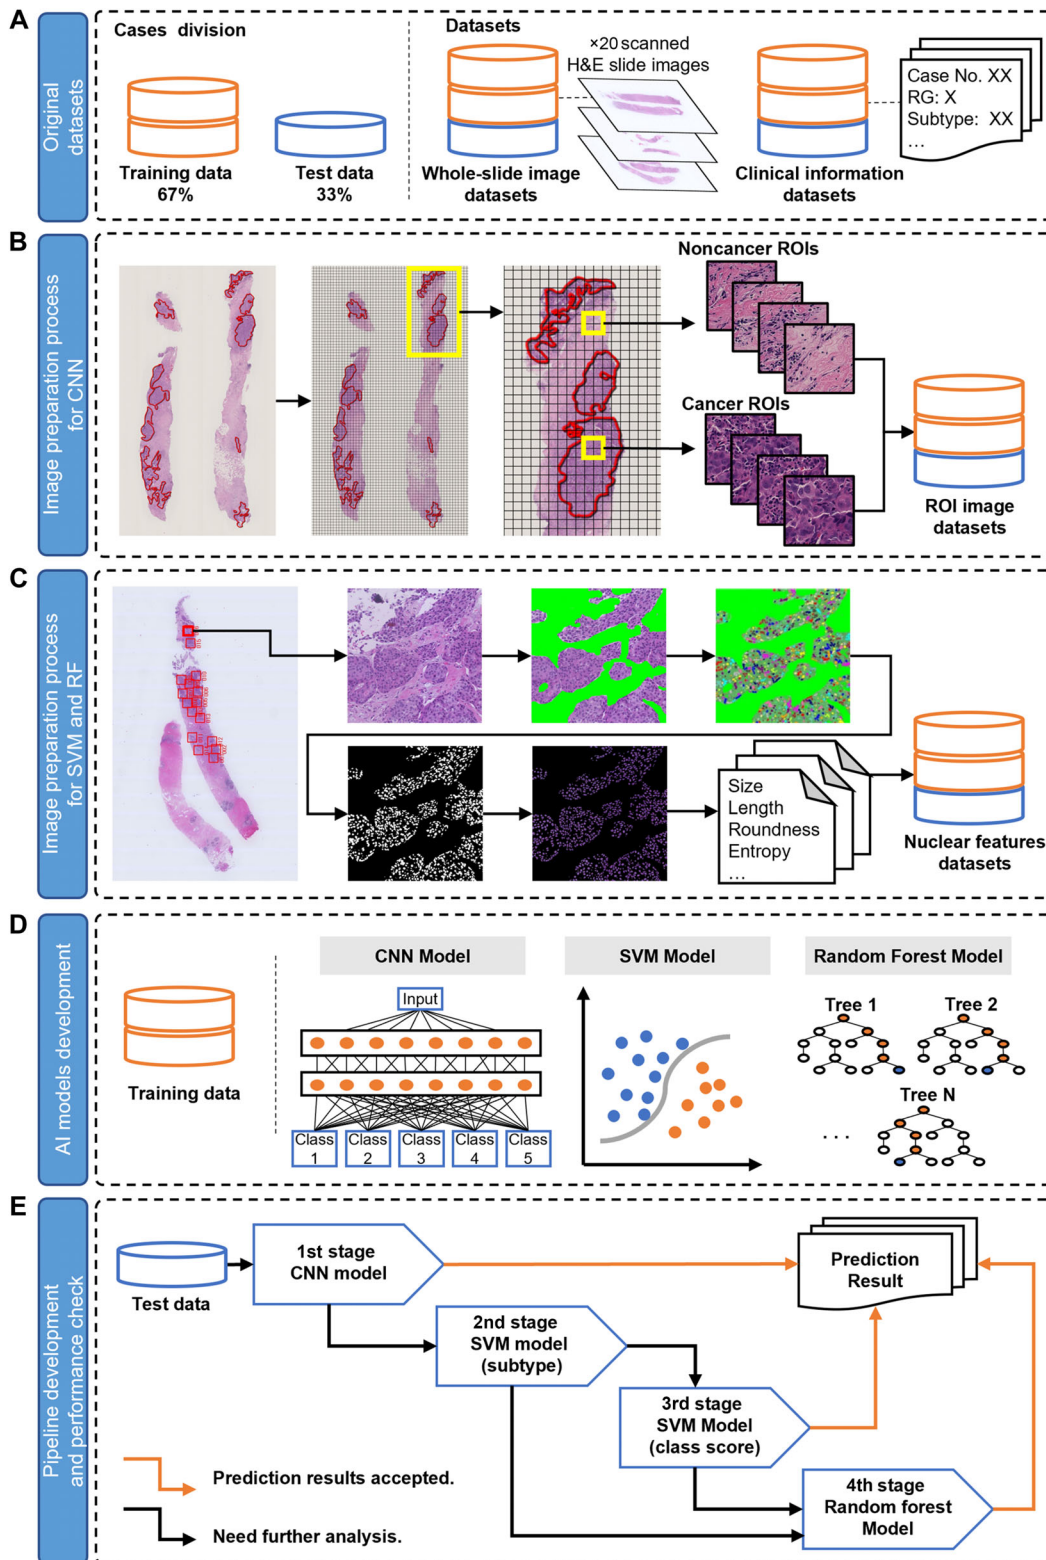 A
Original
datasets
Cases division
Training data
67%
Test data
33%
Datasets
×20 scanned
H&E slide images
Whole-slide image
datasets
Clinical information
datasets
Case No. XX
RG: X
Subtype: XX
...
B
Image preparation process
for CNN
Noncancer ROIs
Cancer ROIs
ROI image
datasets
C
Image preparation process
for SVM and RF
Size
Length
Roundness
Entropy
...
Nuclear features
datasets
D
AI models development
Training data
CNN Model
Input
Class
1
Class
2
Class
3
Class
4
Class
5
SVM Model
Random Forest Model
Tree 1
Tree 2
Tree N
...
E
Pipeline development
and performance check
Test data
1st stage
CNN model
2nd stage
SVM model
(subtype)
3rd stage
SVM Model
(class score)
4th stage
Random forest
Model
Prediction
Result
Prediction results accepted.
Need further analysis.